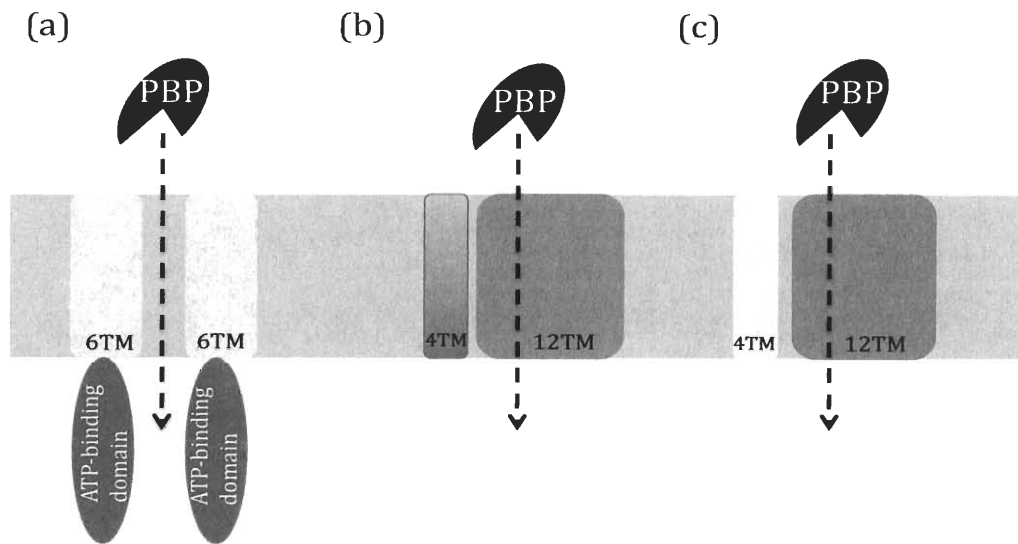 (a)
PBP
6TM
6TM
ATP-binding
domain
ATP-binding
domain
(b)
PBP
4TM
12TM
(c)
PBP
4TM
12TM